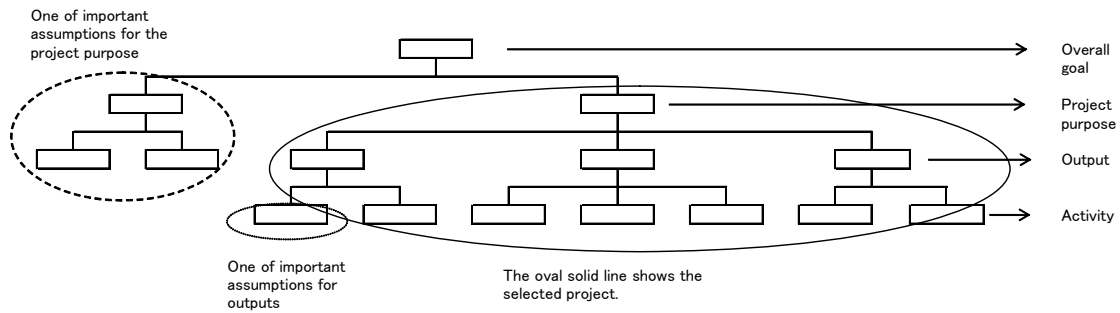 One of important
assumptions for the
project purpose
Overall
goal
Project
purpose
Output
Activity
One of important
assumptions for
outputs
The oval solid line shows the
selected project.